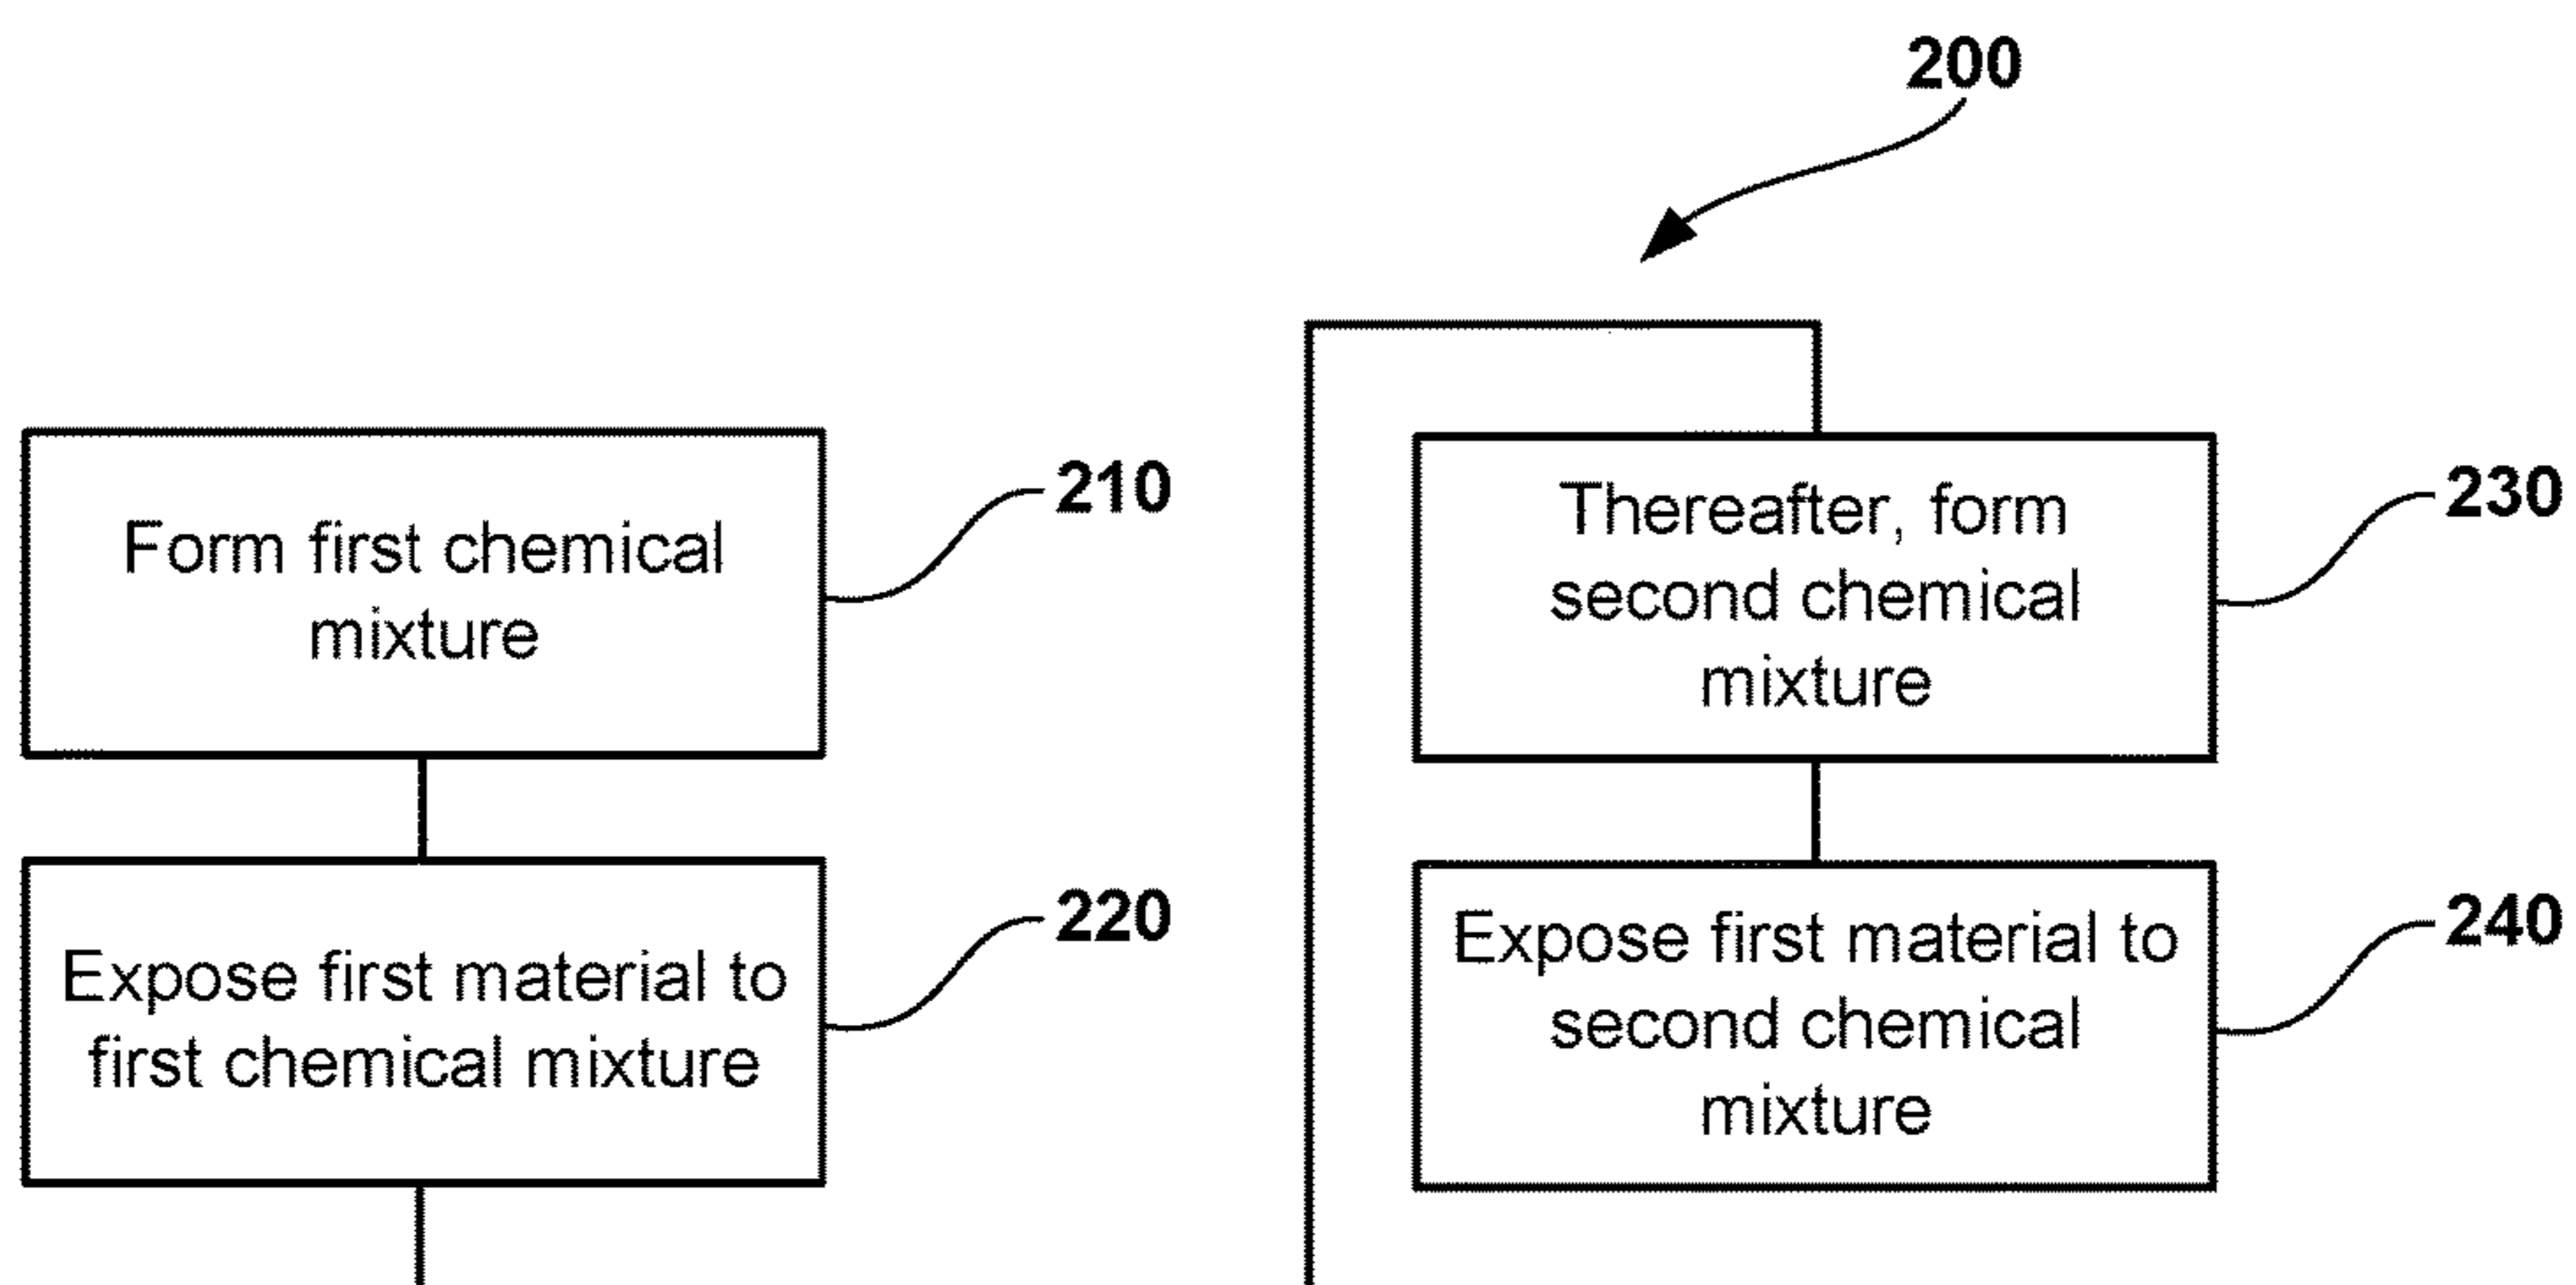 200
Form first chemical
mixture
210
Expose first material to
first chemical mixture
220
Thereafter, form
second chemical
mixture
230
Expose first material to
second chemical
mixture
240